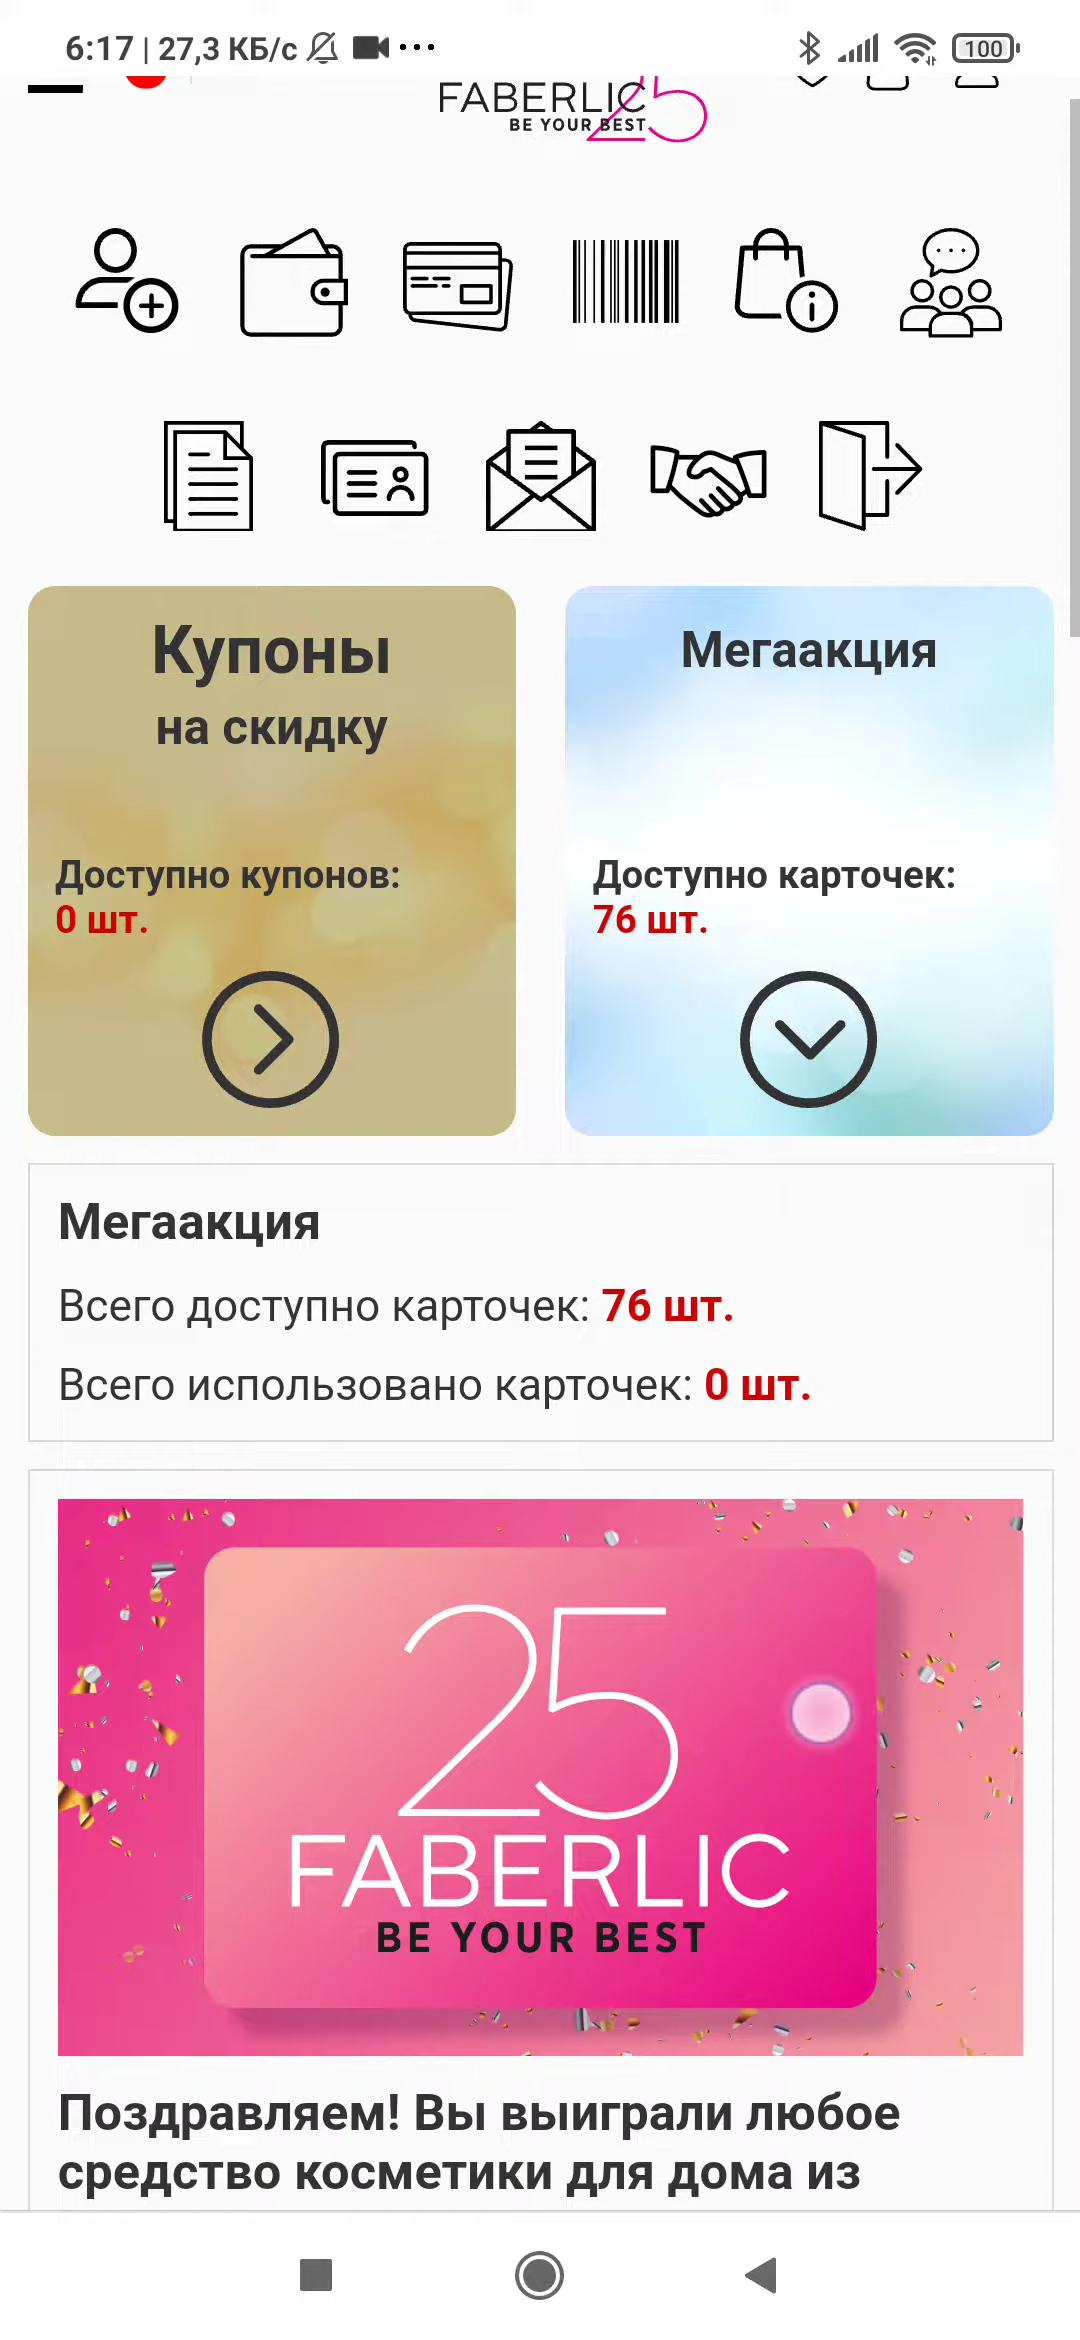 6:17 | 27,3 КБ/с
100
FABERLIC 25
BE YOUR BEST
Купоны
на скидку
Доступно купонов:
0 шт.
Мегаакция
Доступно карточек:
76 шт.
Мегаакция
Всего доступно карточек: 76 шт.
Всего использовано карточек: 0 шт.
25
FABERLIC
BE YOUR BEST
Поздравляем! Вы выиграли любое
средство косметики для дома из